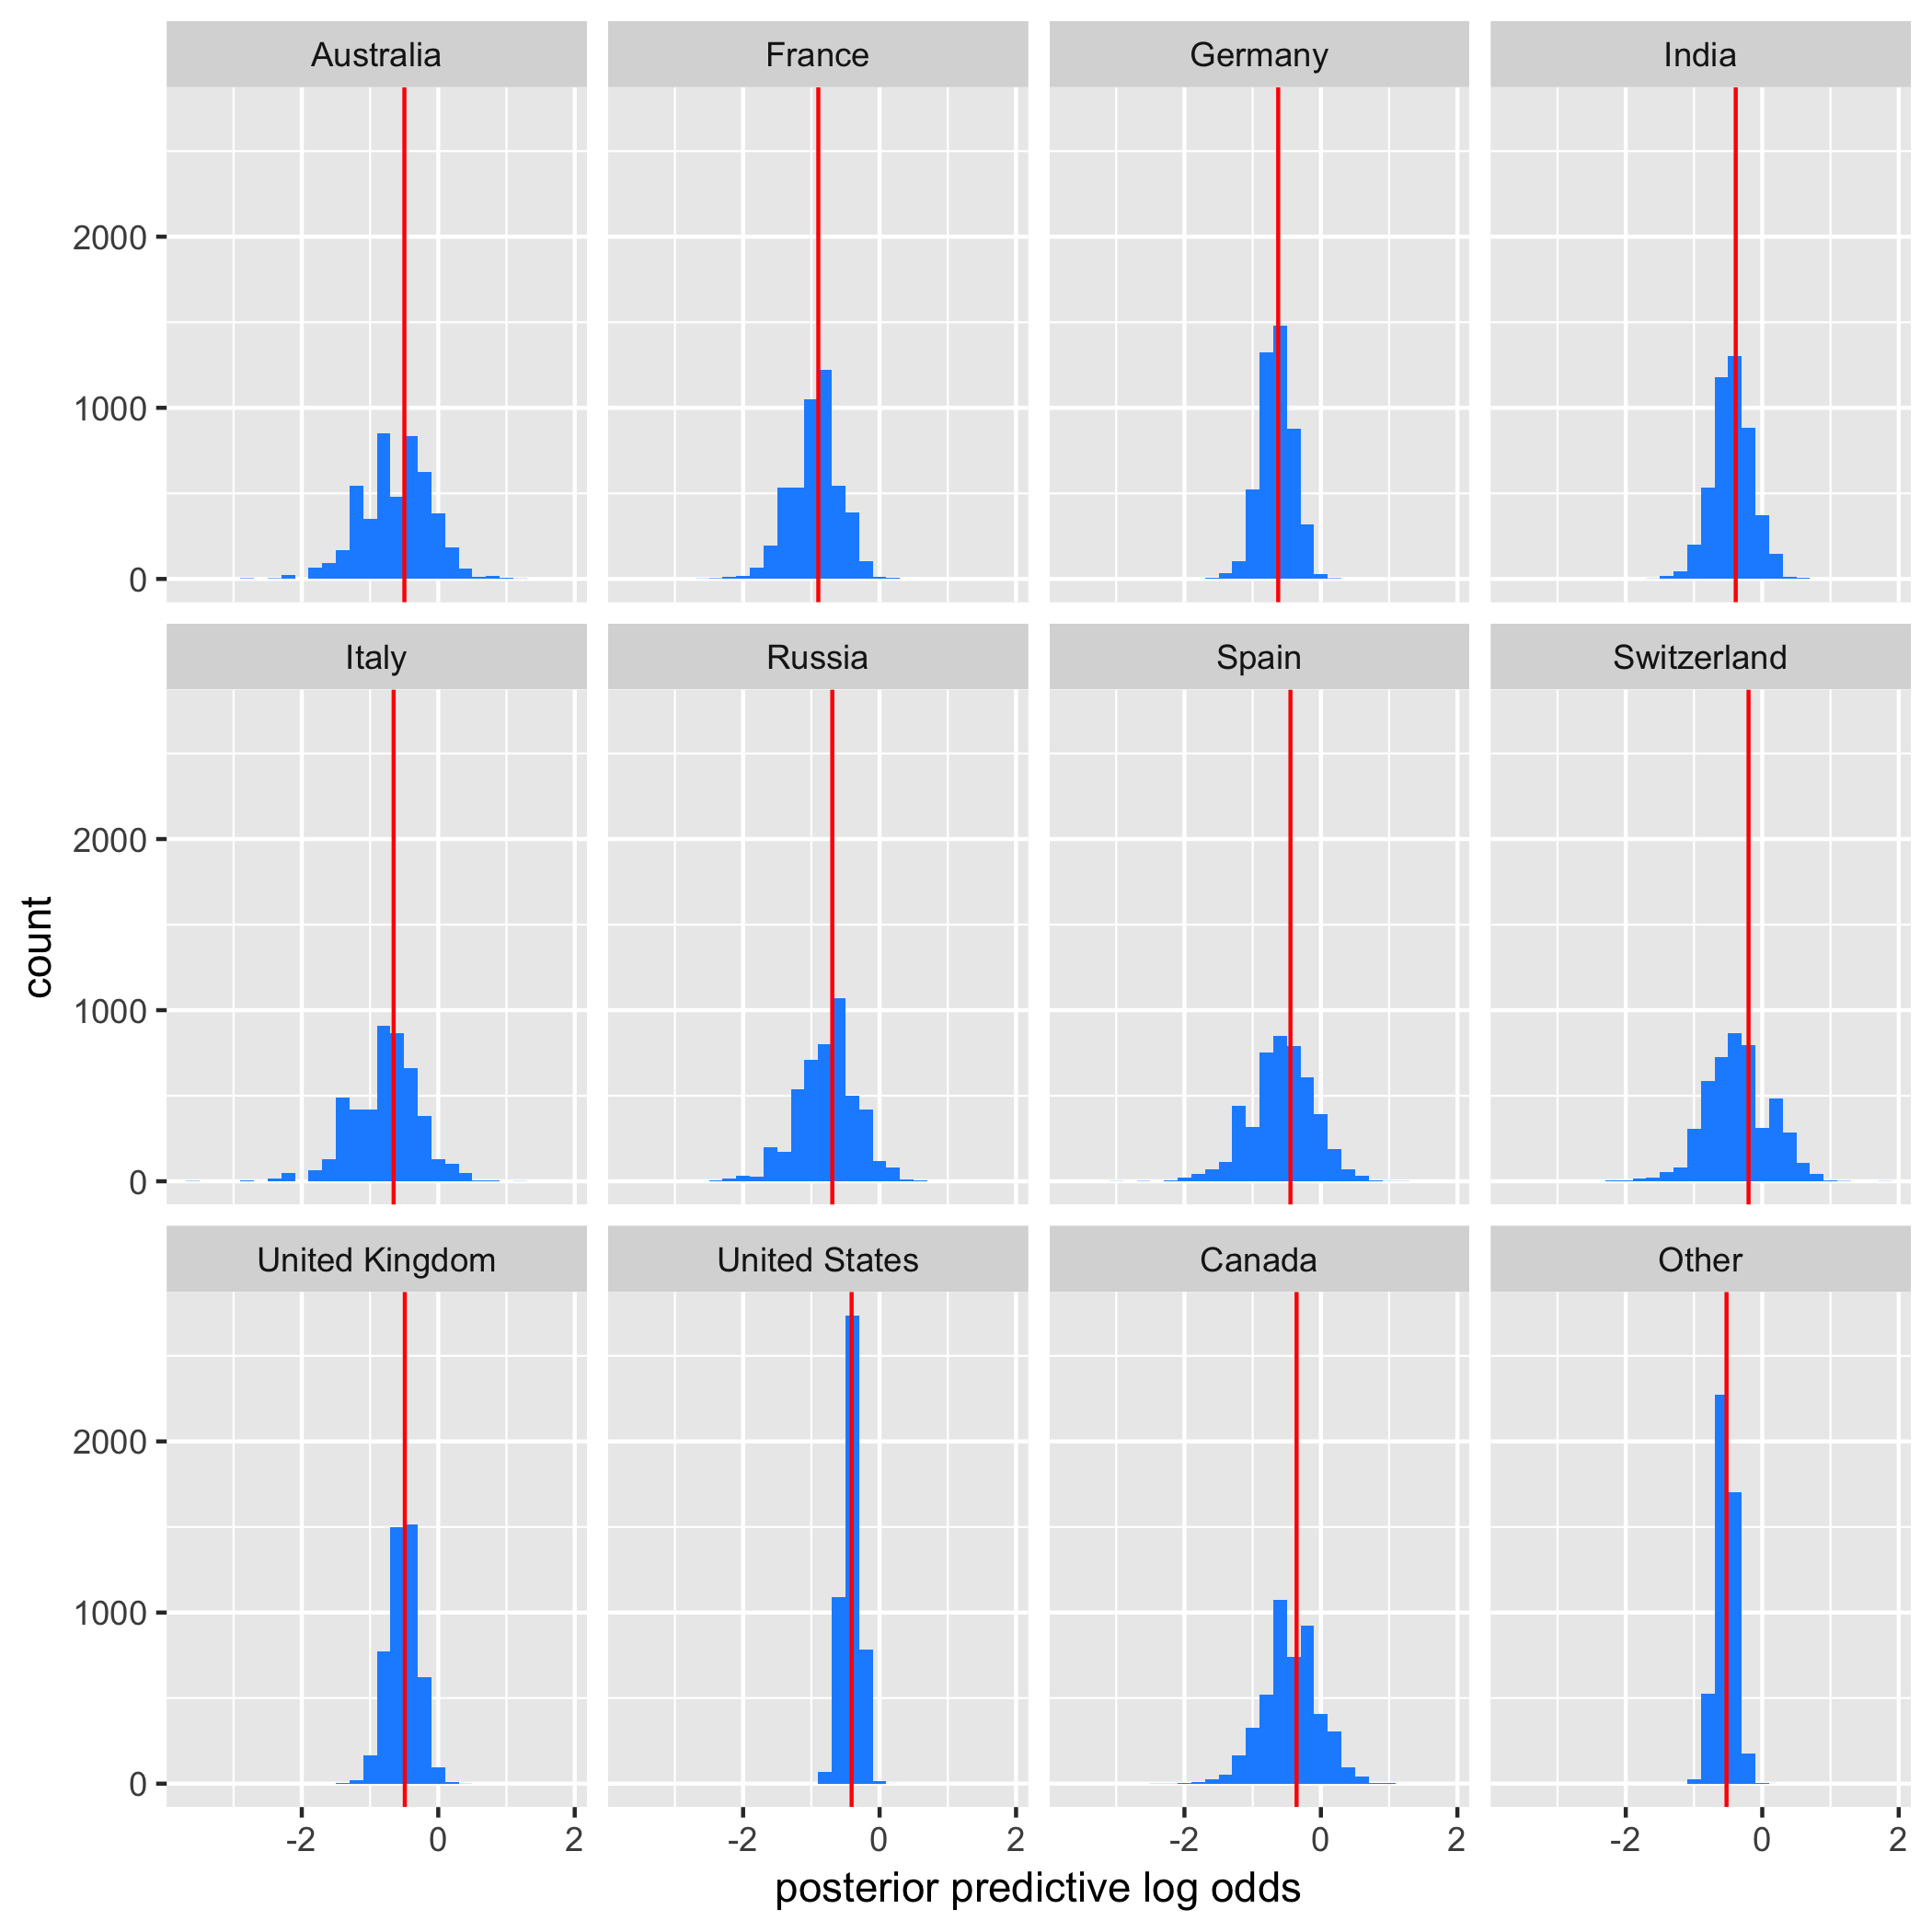 Australia France Germany India
2000
1000
0
Italy Russia Spain Switzerland
2000
1000
0
count
United Kingdom United States Canada Other
2000
1000
0
-2 0 2 -2 0 2 -2 0 2 -2 0 2
posterior predictive log odds